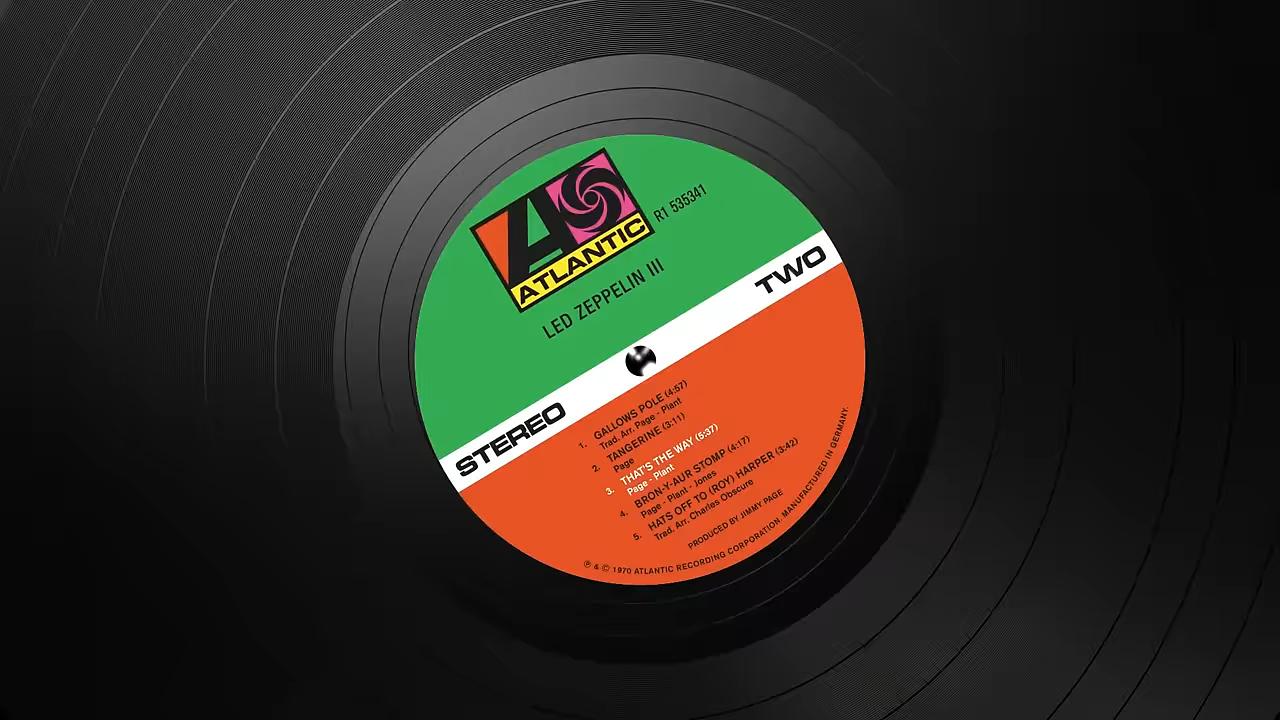 ATLANTIC
R1 535341
LED ZEPPELIN III
STEREO
TWO
1. GALLOWS POLE (4:57)
Trad. Arr. Page - Plant
2. TANGERINE (3:11)
Page
3. THAT'S THE WAY (5:37)
Page - Plant
4. BRON-Y-AUR STOMP (4:17)
Page - Plant - Jones
5. HATS OFF TO (ROY) HARPER (3:42)
Trad. Arr. Charles Obscure
PRODUCED BY JIMMY PAGE
℗ & © 1970 ATLANTIC RECORDING CORPORATION. MANUFACTURED IN GERMANY.